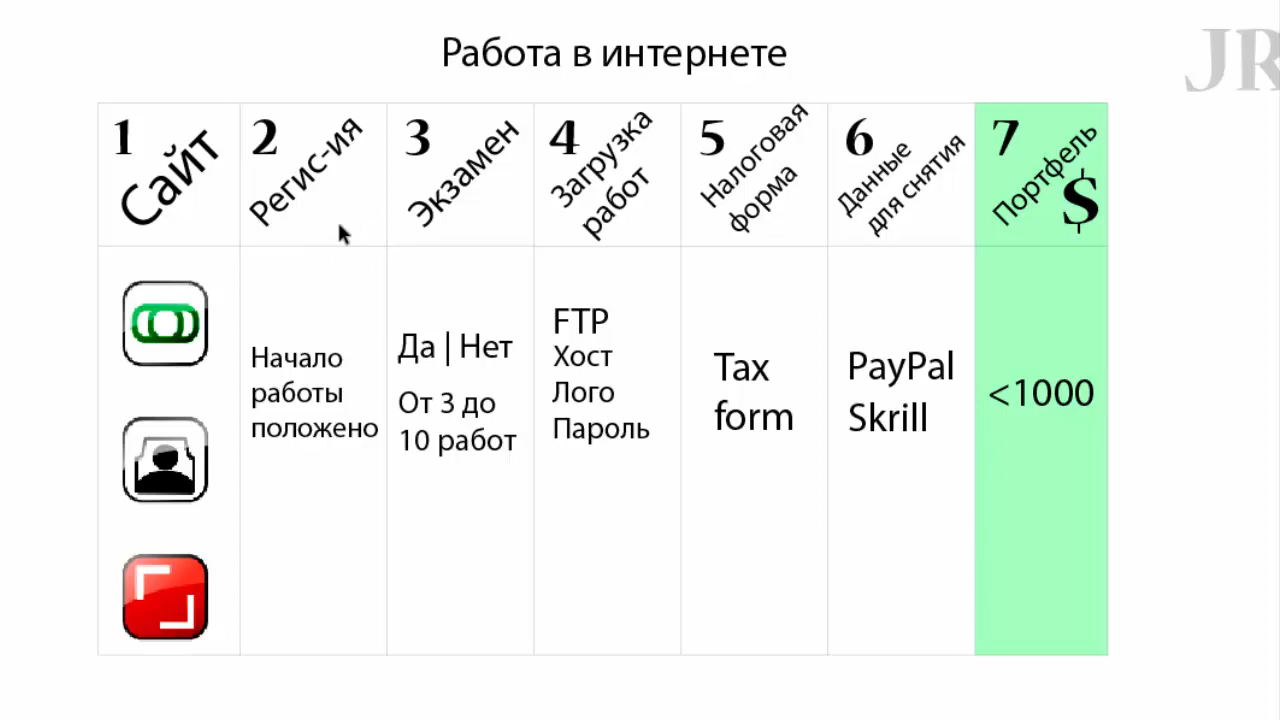 Работа в интернете
JR
1
Сайт
2
Регис-ия
3
Экзамен
4
Загрузка
работ
5
Налоговая
форма
6
Данные
для снятия
7
Портфель
$
Начало
работы
положено
Да | Нет
От 3 до
10 работ
FTP
Хост
Лого
Пароль
Tax
form
PayPal
Skrill
<1000